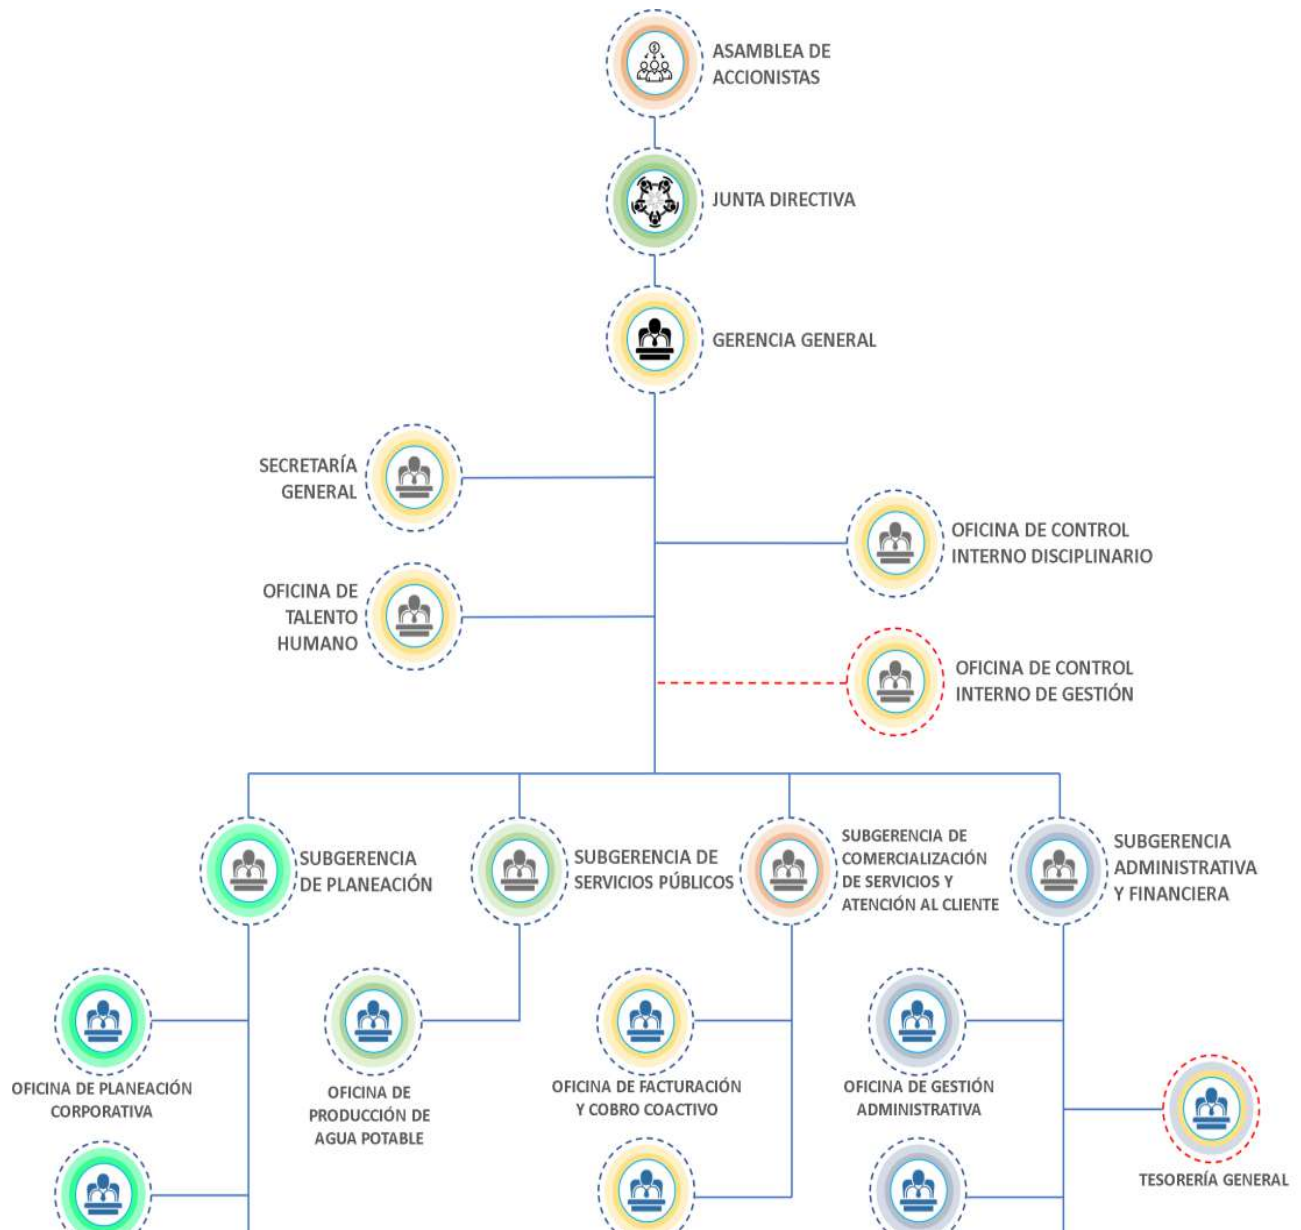 ASAMBLEA DE
ACCIONISTAS
JUNTA DIRECTIVA
GERENCIA GENERAL
SECRETARÍA
GENERAL
OFICINA DE CONTROL
INTERNO DISCIPLINARIO
OFICINA DE
TALENTO
HUMANO
OFICINA DE CONTROL
INTERNO DE GESTIÓN
SUBGERENCIA
DE PLANEACIÓN
SUBGERENCIA DE
SERVICIOS PÚBLICOS
SUBGERENCIA DE
COMERCIALIZACIÓN
DE SERVICIOS Y
ATENCIÓN AL CLIENTE
SUBGERENCIA
ADMINISTRATIVA
Y FINANCIERA
OFICINA DE PLANEACIÓN
CORPORATIVA
OFICINA DE
PRODUCCIÓN DE
AGUA POTABLE
OFICINA DE FACTURACIÓN
Y COBRO COACTIVO
OFICINA DE GESTIÓN
ADMINISTRATIVA
TESORERÍA GENERAL